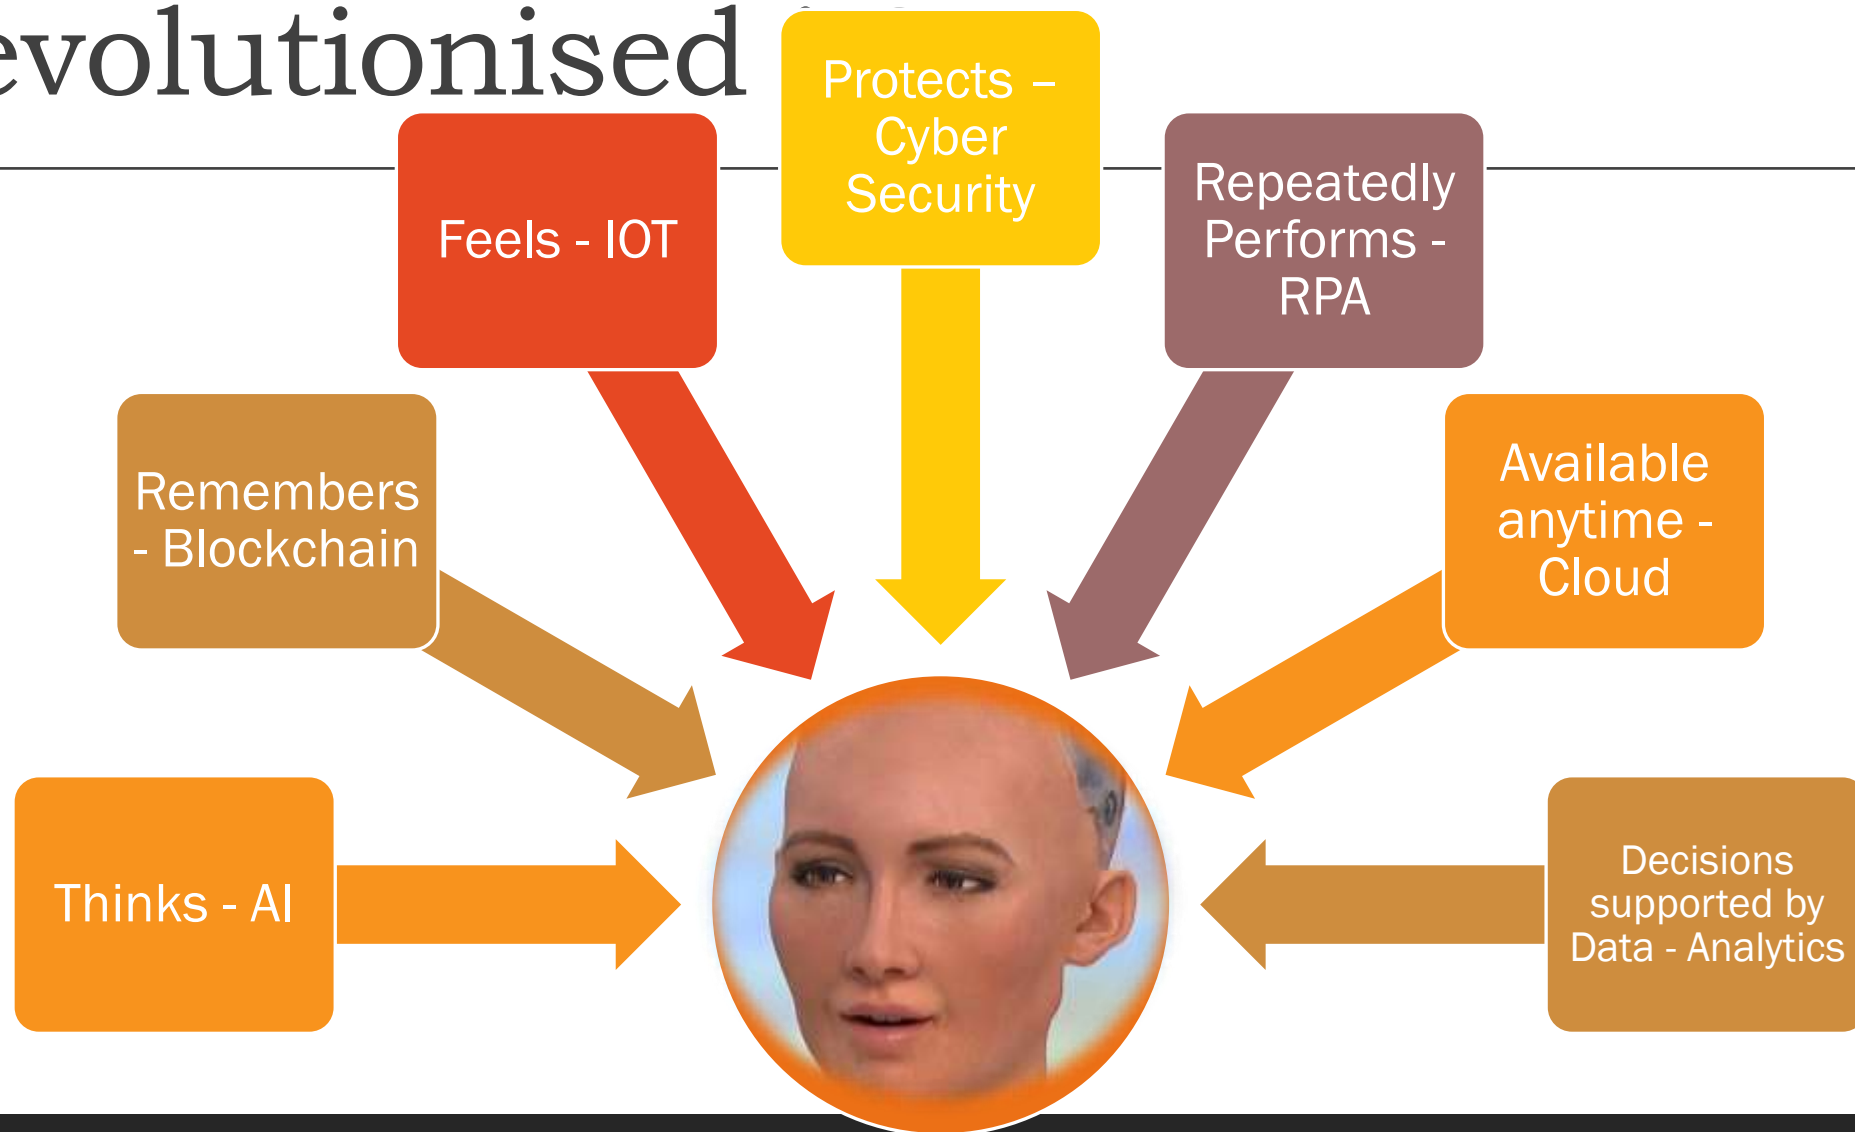 evolutionised
Protects –
Cyber
Security
Feels - IOT
Repeatedly
Performs -
RPA
Remembers
- Blockchain
Available
anytime -
Cloud
Thinks - AI
Decisions
supported by
Data - Analytics